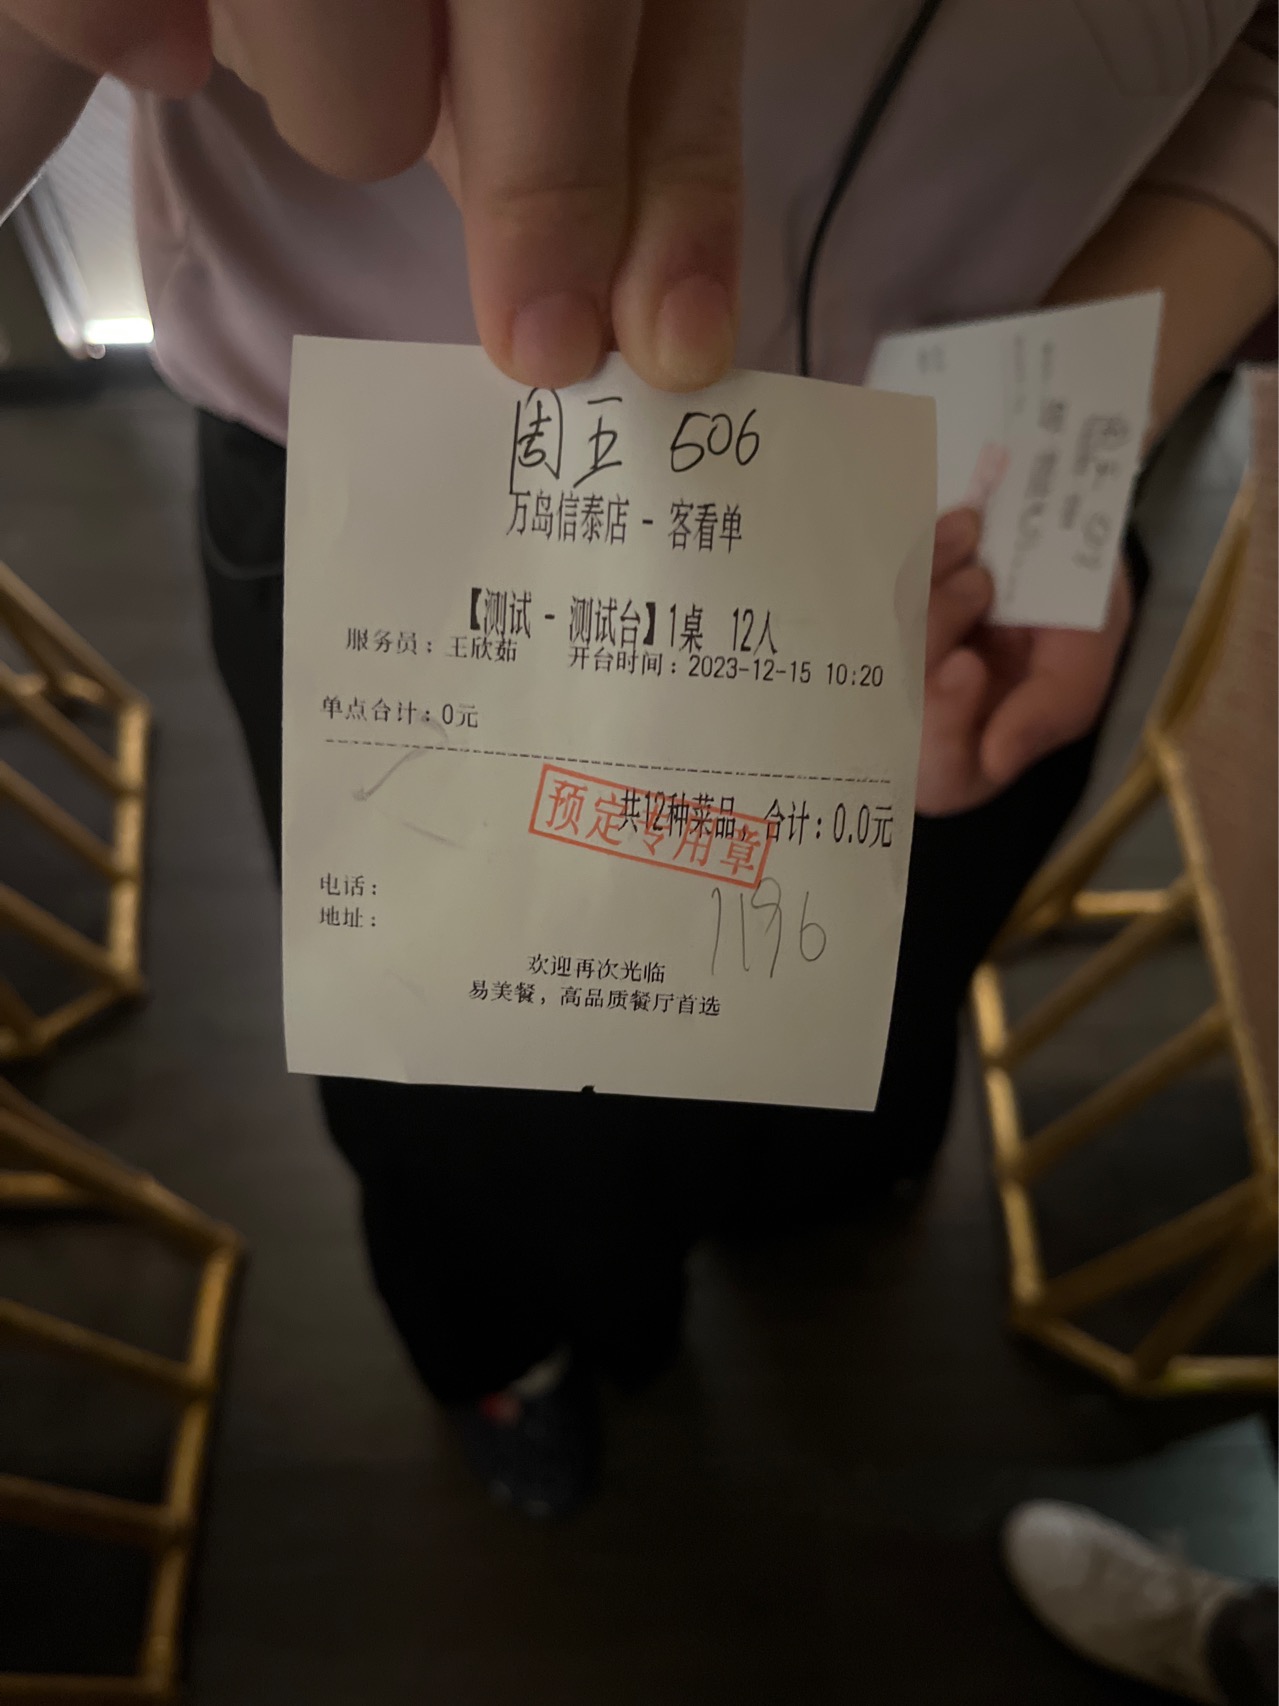 周五 506
万岛信泰店 - 客看单
【测试 - 测试台】1桌 12人
服务员：王欣茹 开台时间：2023-12-15 10:20
单点合计：0元
共12种菜品，合计：0.0元
预定专用章
1196
电话：
地址：
欢迎再次光临
易美餐，高品质餐厅首选